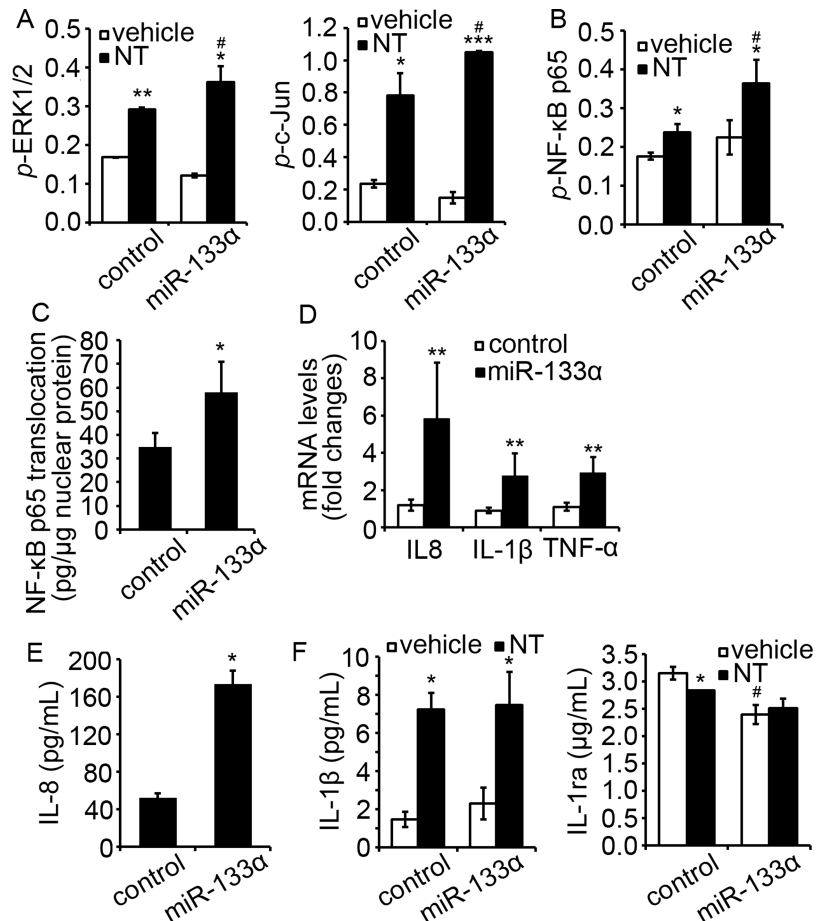 A
vehicle
NT
p-ERK1/2
0.5
0.4
0.3
0.2
0.1
0.0
**
#
*
control
miR-133α
vehicle
NT
p-c-Jun
1.2
1.0
0.8
0.6
0.4
0.2
0.0
*
#
***
control
miR-133α
B
vehicle
NT
p-NF-κB p65
0.5
0.4
0.3
0.2
0.1
0.0
*
#
*
control
miR-133α
C
NF-κB p65 translocation
(pg/μg nuclear protein)
80
70
60
50
40
30
20
10
0
*
control
miR-133α
D
control
miR-133α
mRNA levels
(fold changes)
10
8
6
4
2
0
**
**
**
IL8
IL-1β
TNF-α
E
IL-8 (pg/mL)
200
160
120
80
40
0
*
control
miR-133α
F
vehicle
NT
IL-1β (pg/mL)
10
8
6
4
2
0
*
*
control
miR-133α
vehicle
NT
IL-1ra (μg/mL)
3.5
3.0
2.5
2.0
1.5
1.0
0.5
0.0
*
#
control
miR-133α